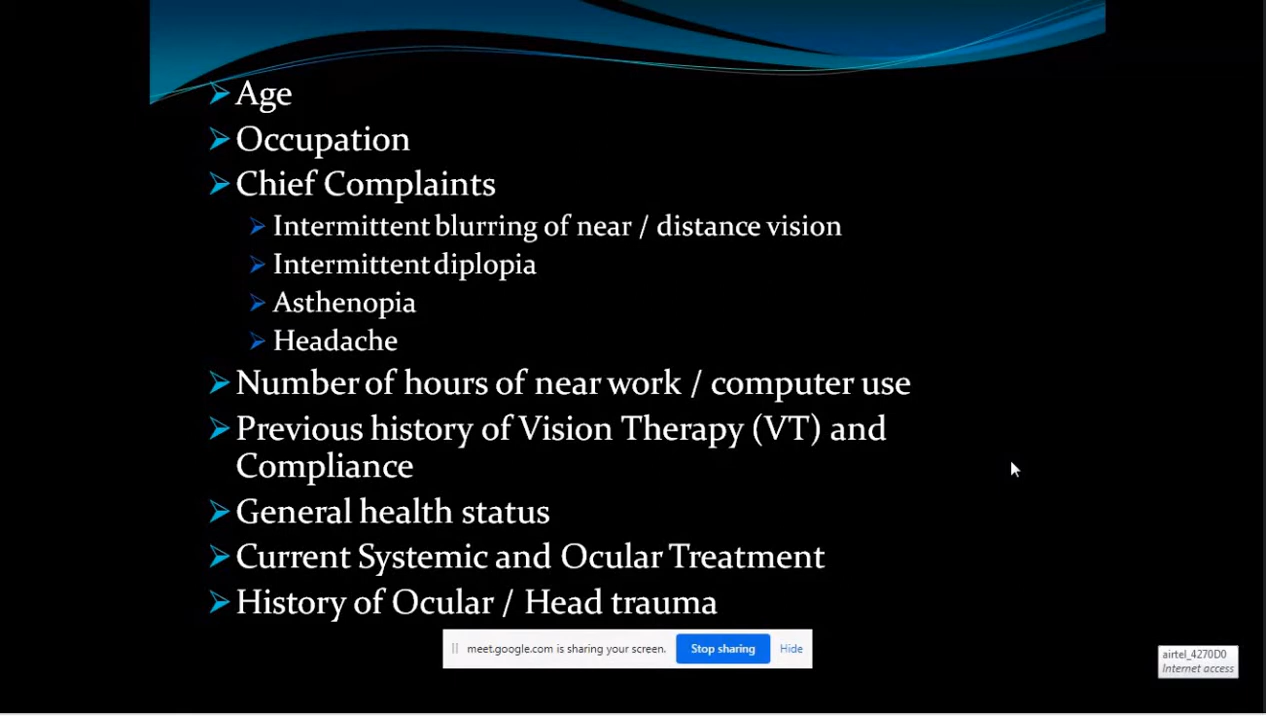 Age
Occupation
Chief Complaints
Intermittent blurring of near / distance vision
Intermittent diplopia
Asthenopia
Headache
Number of hours of near work / computer use
Previous history of Vision Therapy (VT) and
Compliance
General health status
Current Systemic and Ocular Treatment
History of Ocular / Head trauma
meet.google.com is sharing your screen. Stop sharing Hide
airtel_4270D0
Internet access